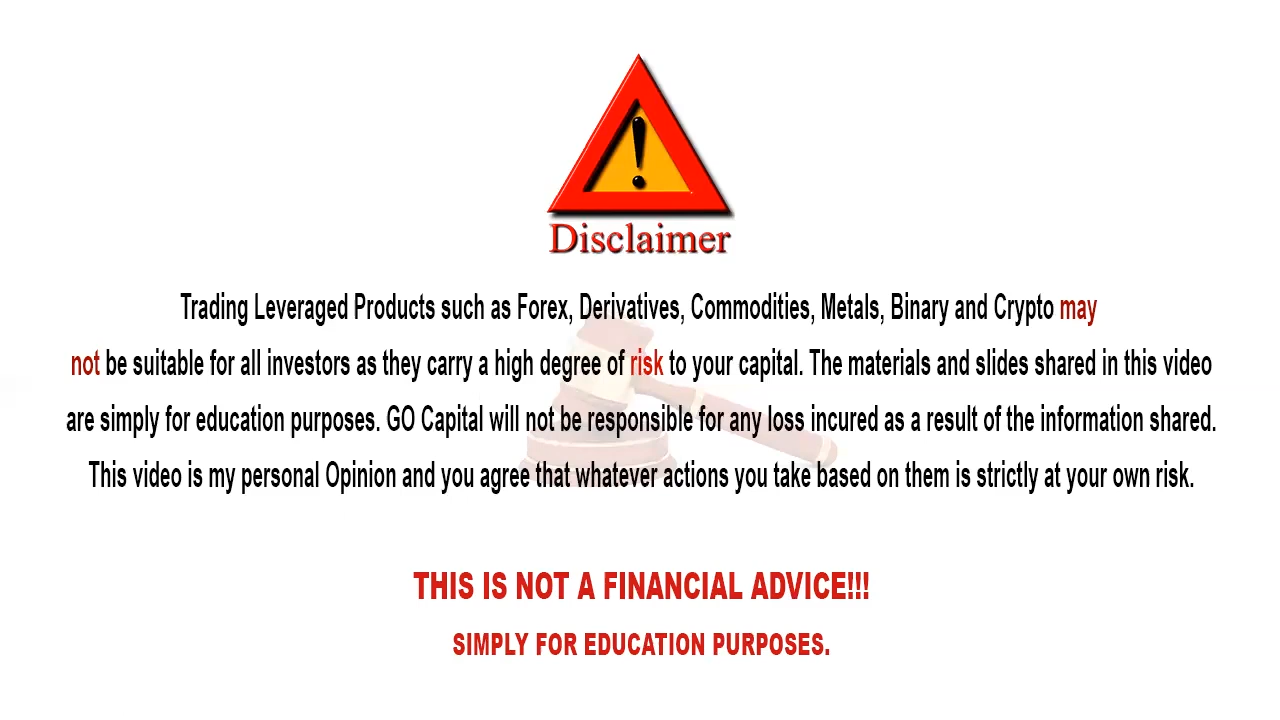 Disclaimer
Trading Leveraged Products such as Forex, Derivatives, Commodities, Metals, Binary and Crypto may
not be suitable for all investors as they carry a high degree of risk to your capital. The materials and slides shared in this video
are simply for education purposes. GO Capital will not be responsible for any loss incured as a result of the information shared.
This video is my personal Opinion and you agree that whatever actions you take based on them is strictly at your own risk.
THIS IS NOT A FINANCIAL ADVICE!!!
SIMPLY FOR EDUCATION PURPOSES.